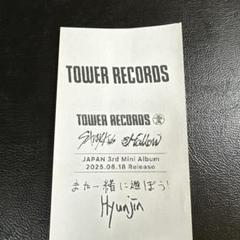 TOWER RECORDS
TOWER RECORDS
Stray Kids Hollow
JAPAN 3rd Mini Album
2025.06.18 Release
また一緒に遊ぼう!
Hyunjin